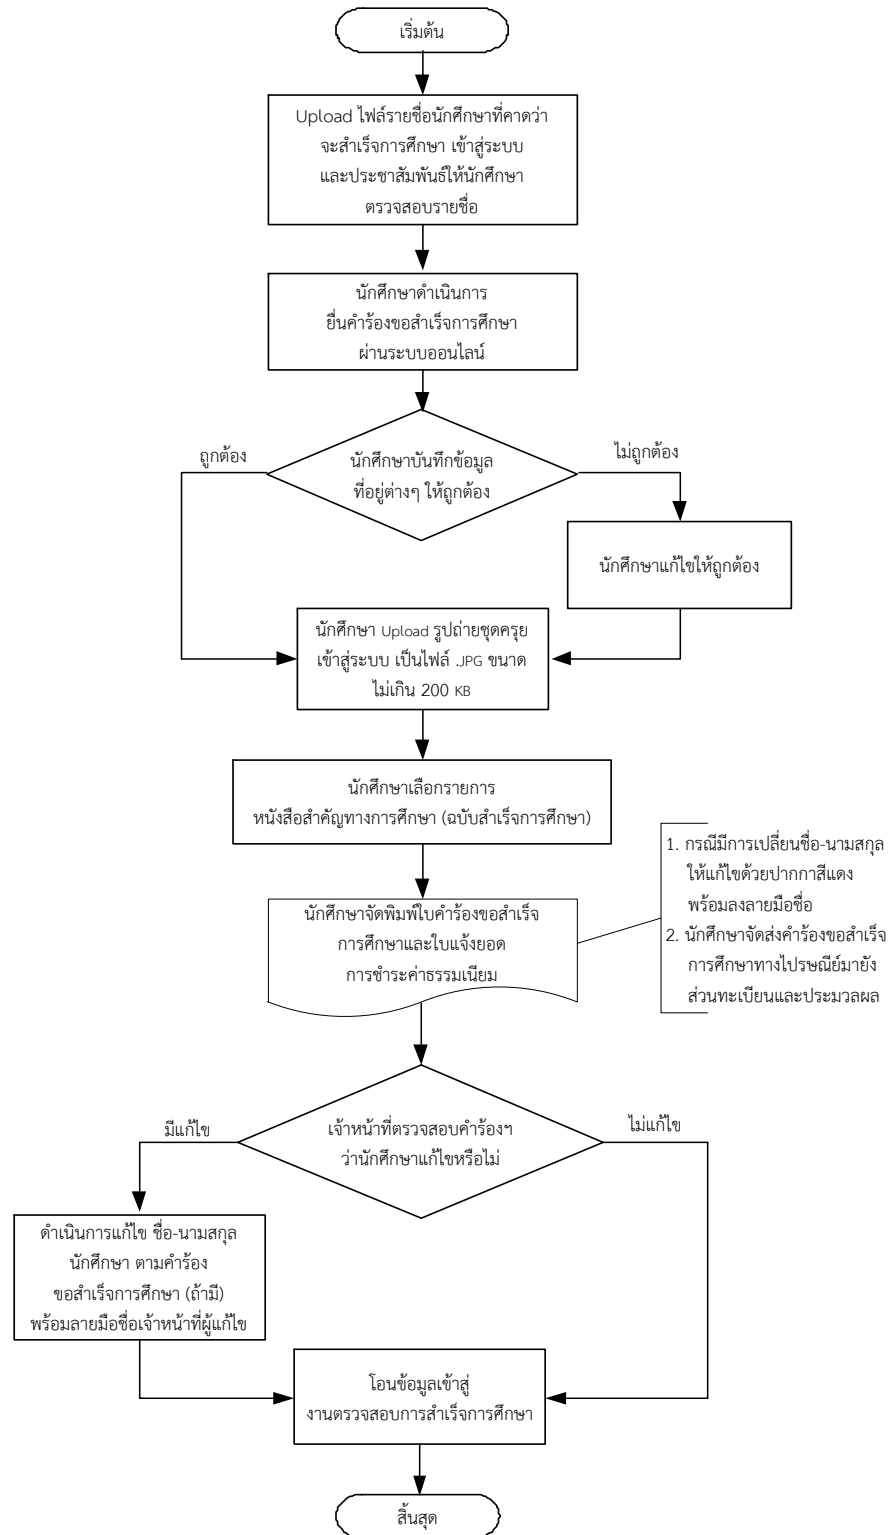 เริ่มต้น
Upload ไฟล์รายชื่อนักศึกษาที่คาดว่า
จะสำเร็จการศึกษา เข้าสู่ระบบ
และประชาสัมพันธ์ให้นักศึกษา
ตรวจสอบรายชื่อ
นักศึกษาดำเนินการ
ยื่นคำร้องขอสำเร็จการศึกษา
ผ่านระบบออนไลน์
ถูกต้อง
นักศึกษาบันทึกข้อมูล
ที่อยู่ต่างๆ ให้ถูกต้อง
ไม่ถูกต้อง
นักศึกษาแก้ไขให้ถูกต้อง
นักศึกษา Upload รูปถ่ายชุดครุย
เข้าสู่ระบบ เป็นไฟล์ .JPG ขนาด
ไม่เกิน 200 KB
นักศึกษาเลือกรายการ
หนังสือสำคัญทางการศึกษา (ฉบับสำเร็จการศึกษา)
นักศึกษาจัดพิมพ์ใบคำร้องขอสำเร็จ
การศึกษาและใบแจ้งยอด
การชำระค่าธรรมเนียม
1. กรณีมีการเปลี่ยนชื่อ-นามสกุล
ให้แก้ไขด้วยปากกาสีแดง
พร้อมลงลายมือชื่อ
2. นักศึกษาจัดส่งคำร้องขอสำเร็จ
การศึกษาทางไปรษณีย์มายัง
ส่วนทะเบียนและประมวลผล
มีแก้ไข
เจ้าหน้าที่ตรวจสอบคำร้องฯ
ว่านักศึกษาแก้ไขหรือไม่
ไม่แก้ไข
ดำเนินการแก้ไข ชื่อ-นามสกุล
นักศึกษา ตามคำร้อง
ขอสำเร็จการศึกษา (ถ้ามี)
พร้อมลายมือชื่อเจ้าหน้าที่ผู้แก้ไข
โอนข้อมูลเข้าสู่
งานตรวจสอบการสำเร็จการศึกษา
สิ้นสุด